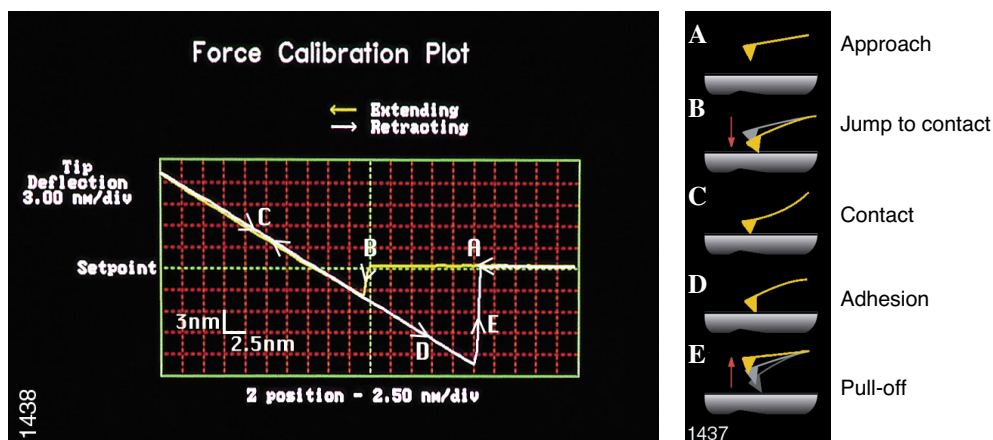 Force Calibration Plot
Extending
Retracting
Tip
Deflection
3.00 nm/div
Setpoint
C
B
A
3nm
2.5nm
D
E
Z position - 2.50 nm/div
1438
A
Approach
B
Jump to contact
C
Contact
D
Adhesion
E
Pull-off
1437